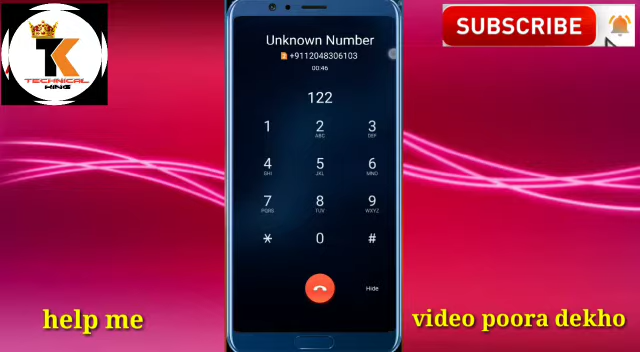 TK
TECHNICAL
KING
SUBSCRIBE
Unknown Number
+9112048306103
00:46
122
1
2
ABC
3
DEF
4
GHI
5
JKL
6
MNO
7
PQRS
8
TUV
9
WXYZ
*
0
#
Hide
help me
video poora dekho